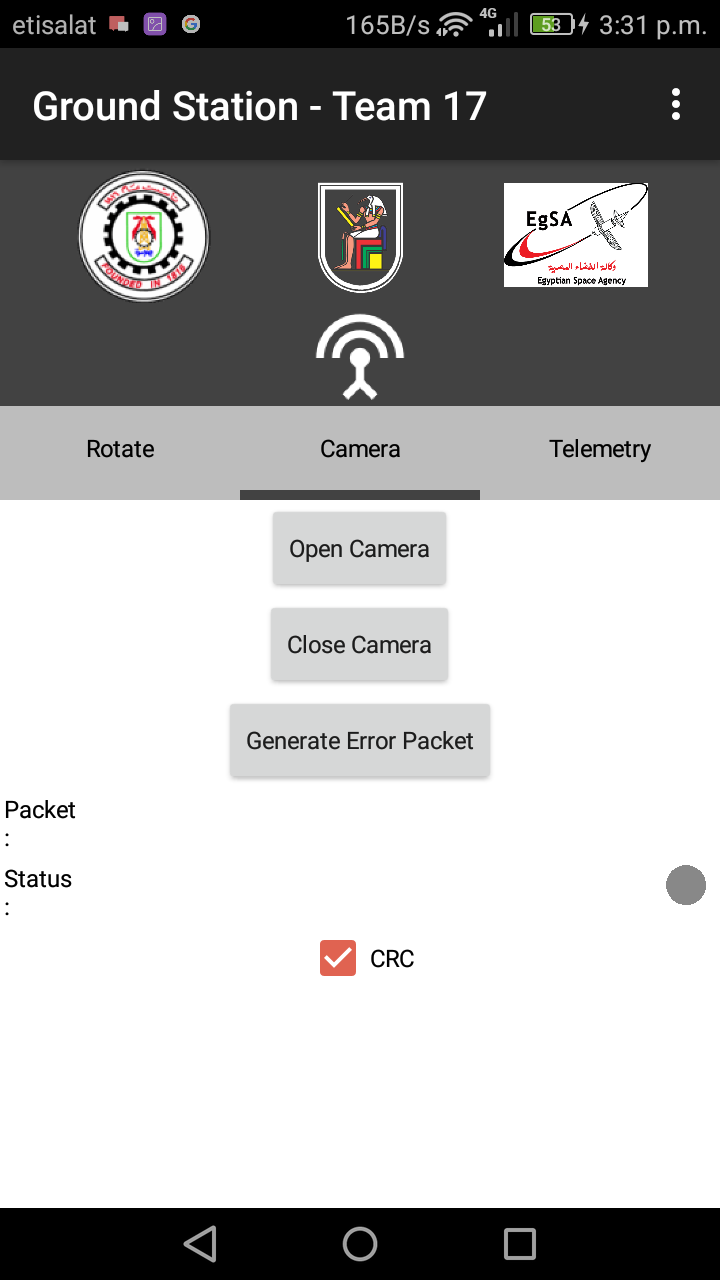 etisalat 165B/s 4G 53 3:31 p.m.
Ground Station - Team 17
FOUNDED IN 1816
EgSA
وكالة الفضاء المصرية
Egyptian Space Agency
Rotate Camera Telemetry
Open Camera
Close Camera
Generate Error Packet
Packet
:
Status
:
CRC